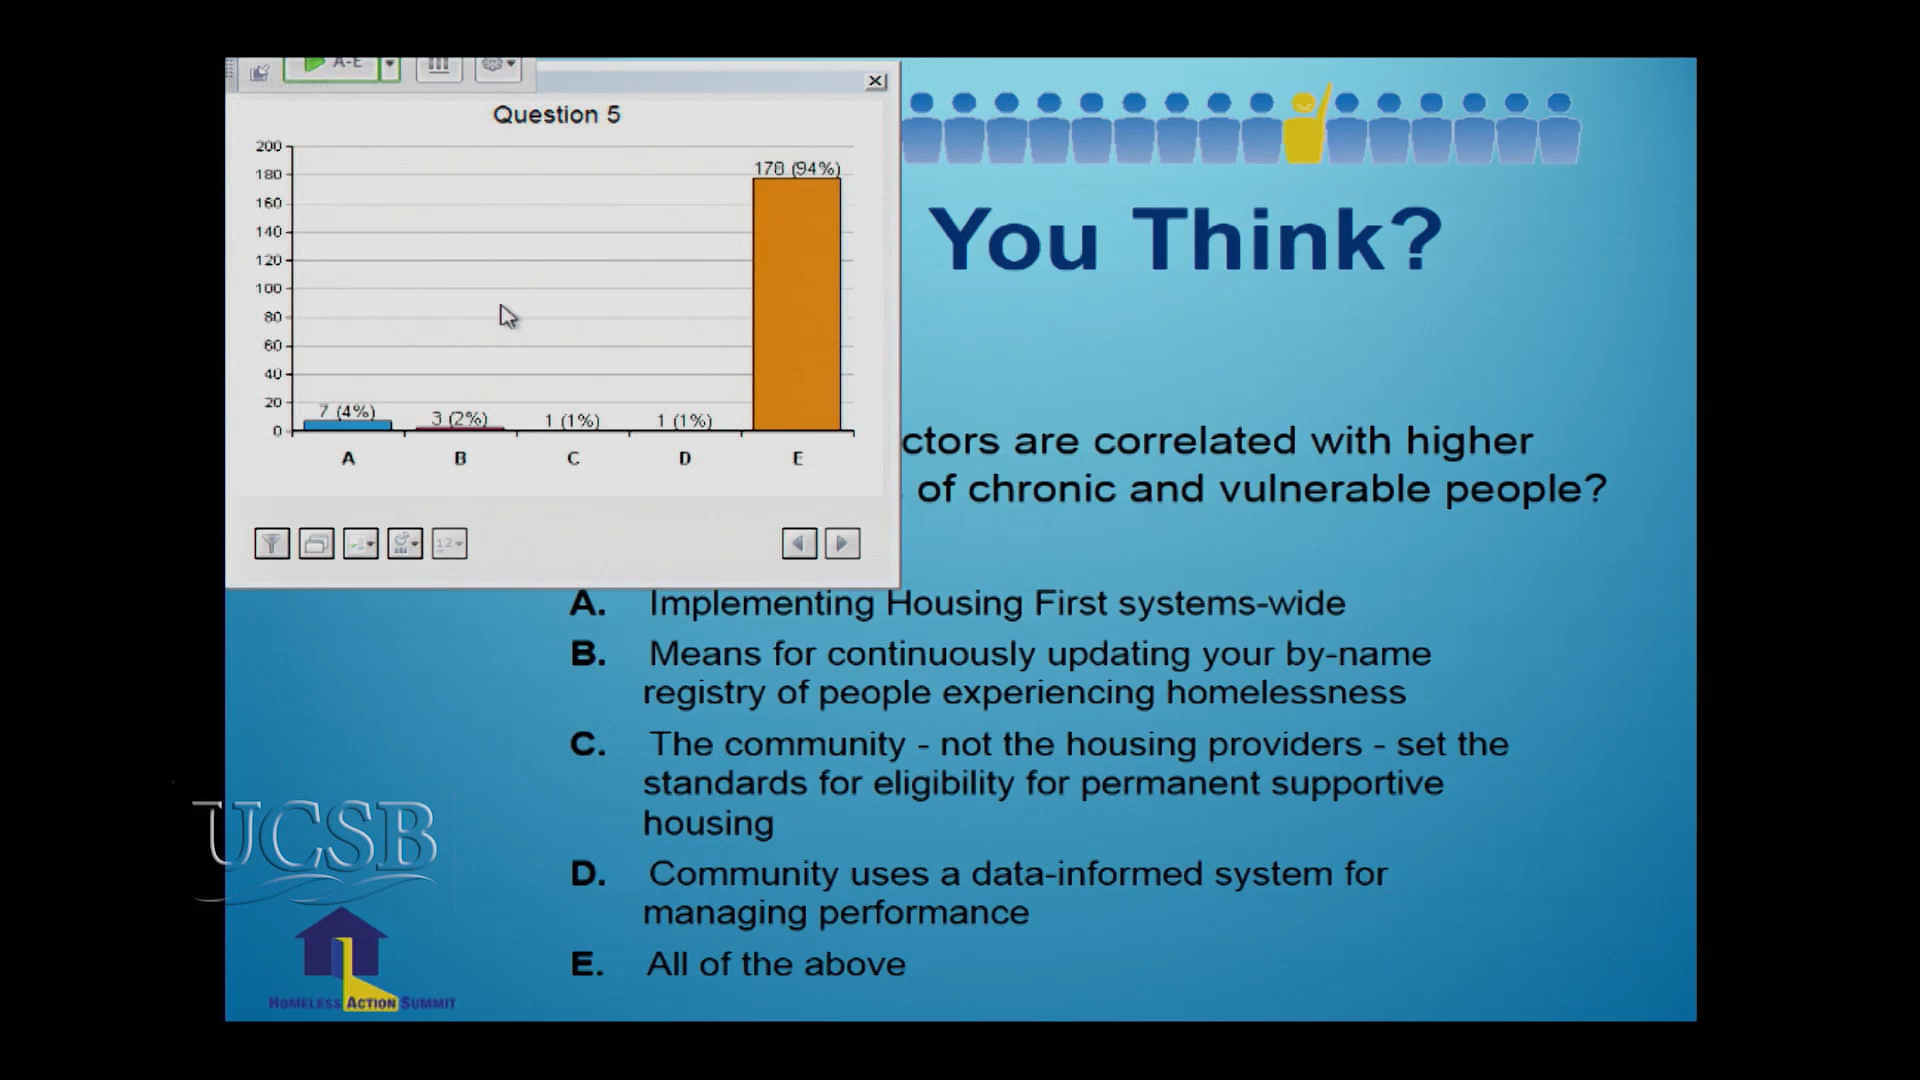 A-E
Question 5
200
180
160
140
120
100
80
60
40
20
0
7 (4%)
3 (2%)
1 (1%)
1 (1%)
178 (94%)
A
B
C
D
E
12
You Think?
ctors are correlated with higher
of chronic and vulnerable people?
A. Implementing Housing First systems-wide
B. Means for continuously updating your by-name
registry of people experiencing homelessness
C. The community - not the housing providers - set the
standards for eligibility for permanent supportive
housing
D. Community uses a data-informed system for
managing performance
E. All of the above
UCSB
HOMELESS ACTION SUMMIT